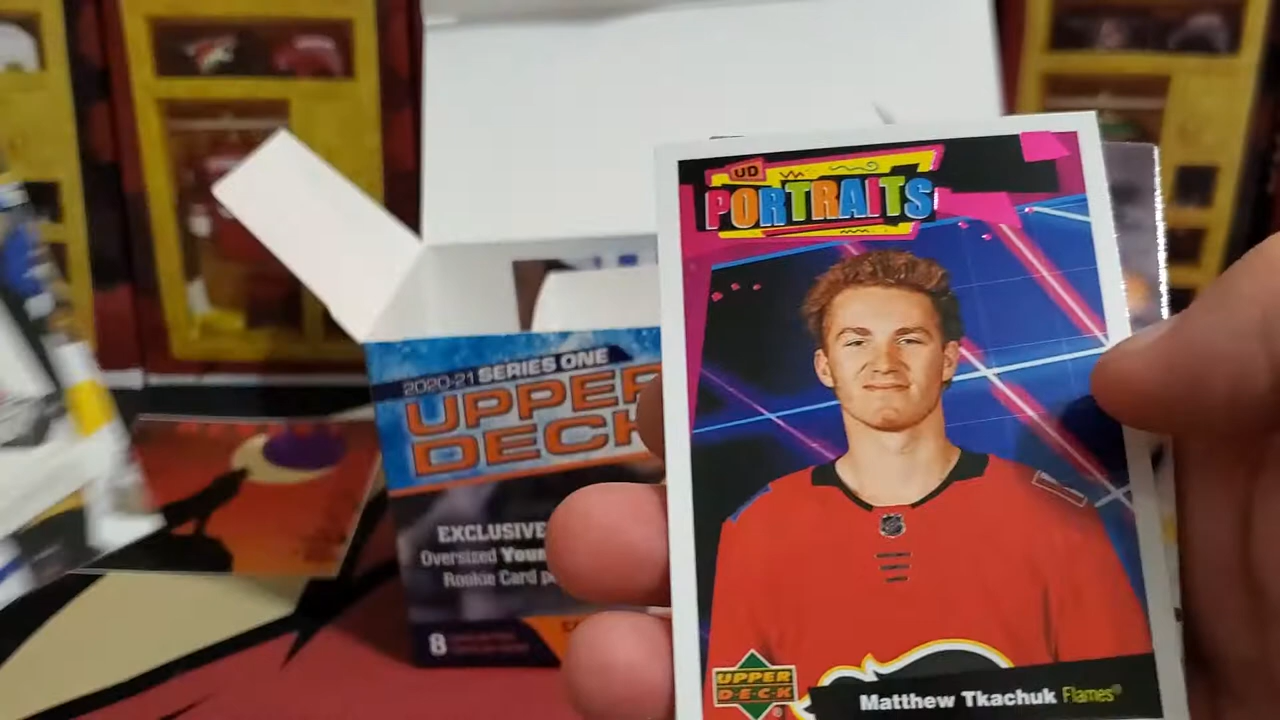 UD
PORTRAITS
2020-21 SERIES ONE
UPPER
DECK
EXCLUSIVE
Oversized
Rookie Card
8
UPPER
DECK
Matthew Tkachuk Flames